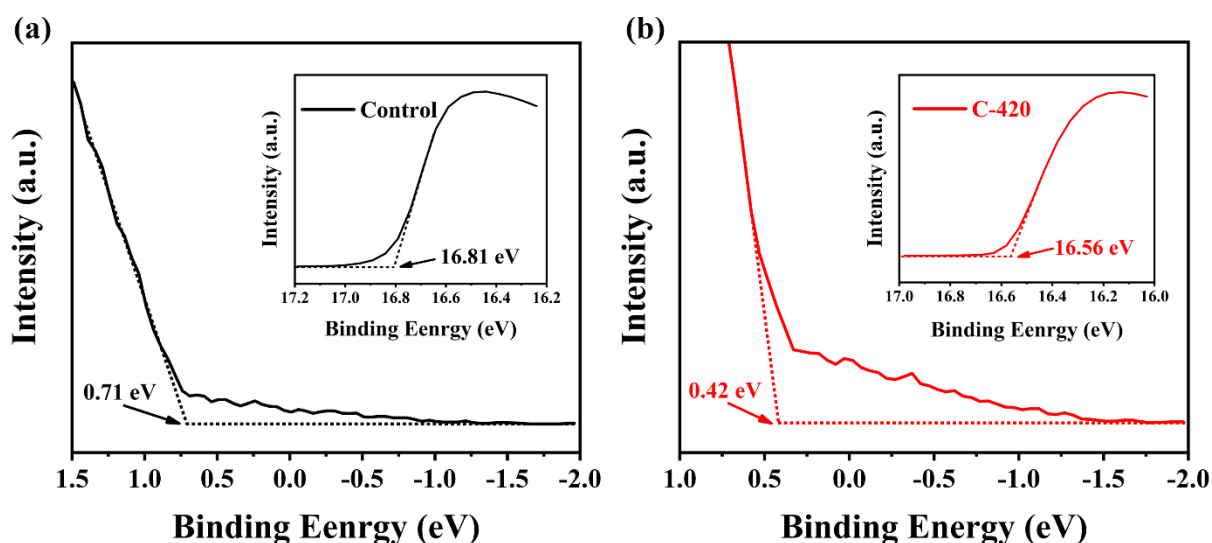 (a)
Intensity (a.u.)
Control
Intensity (a.u.)
16.81 eV
17.2 17.0 16.8 16.6 16.4 16.2
Binding Eenrgy (eV)
0.71 eV
1.5 1.0 0.5 0.0 -0.5 -1.0 -1.5 -2.0
Binding Eenrgy (eV)
(b)
Intensity (a.u.)
C-420
Intensity (a.u.)
16.56 eV
17.0 16.8 16.6 16.4 16.2 16.0
Binding Eenrgy (eV)
0.42 eV
1.0 0.5 0.0 -0.5 -1.0 -1.5 -2.0
Binding Energy (eV)